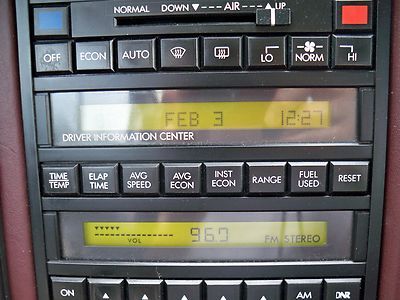 NORMAL DOWN AIR UP
OFF ECON AUTO LO NORM HI
FEB 3 12:27
DRIVER INFORMATION CENTER
TIME TEMP
ELAP TIME
AVG SPEED
AVG ECON
INST ECON
RANGE
FUEL USED
RESET
VOL 96.9 FM STEREO
ON AM DNR